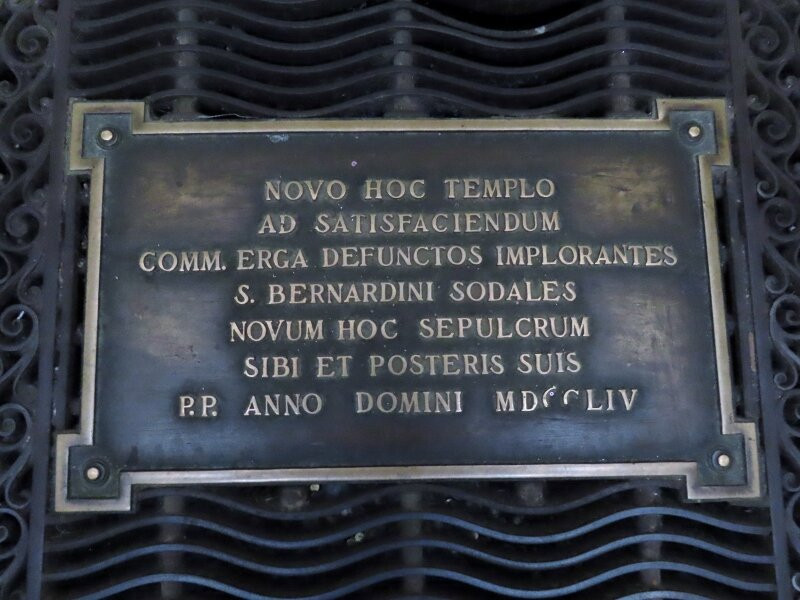 NOVO HOC TEMPLO
AD SATISFACIENDUM
COMM. ERGA DEFUNCTOS IMPLORANTES
S. BERNARDINI SODALES
NOVUM HOC SEPULCRUM
SIBI ET POSTERIS SUIS
P.P. ANNO DOMINI MDCCLIV